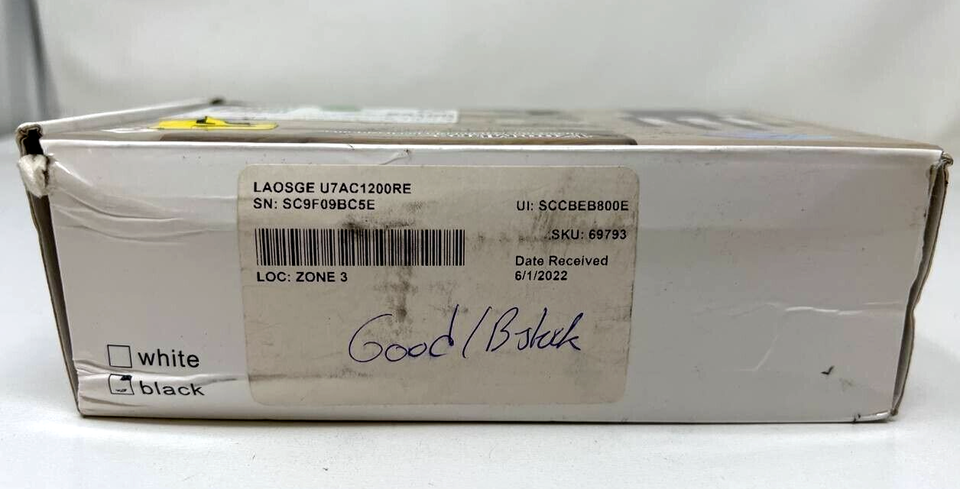 LAOSGE U7AC1200RE
SN: SC9F09BC5E
UI: SCCBEB800E
SKU: 69793
LOC: ZONE 3
Date Received
6/1/2022
Good/B stock
white
black